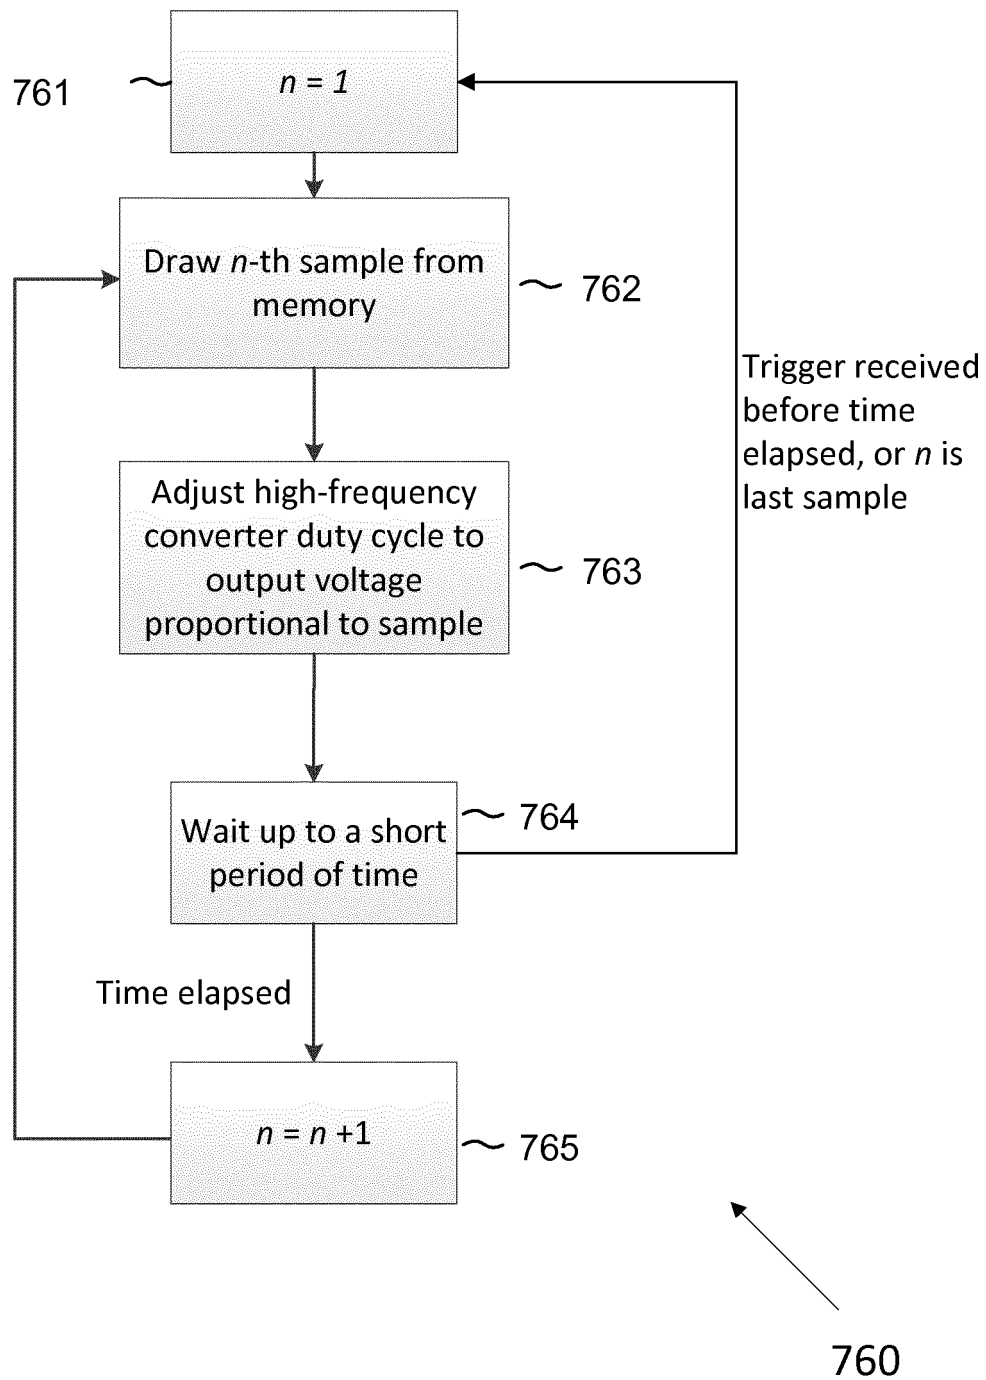 n = 1
761
Draw n-th sample from
memory
762
Trigger received
before time
elapsed, or n is
last sample
Adjust high-frequency
converter duty cycle to
output voltage
proportional to sample
763
Wait up to a short
period of time
764
Time elapsed
n = n +1
765
760